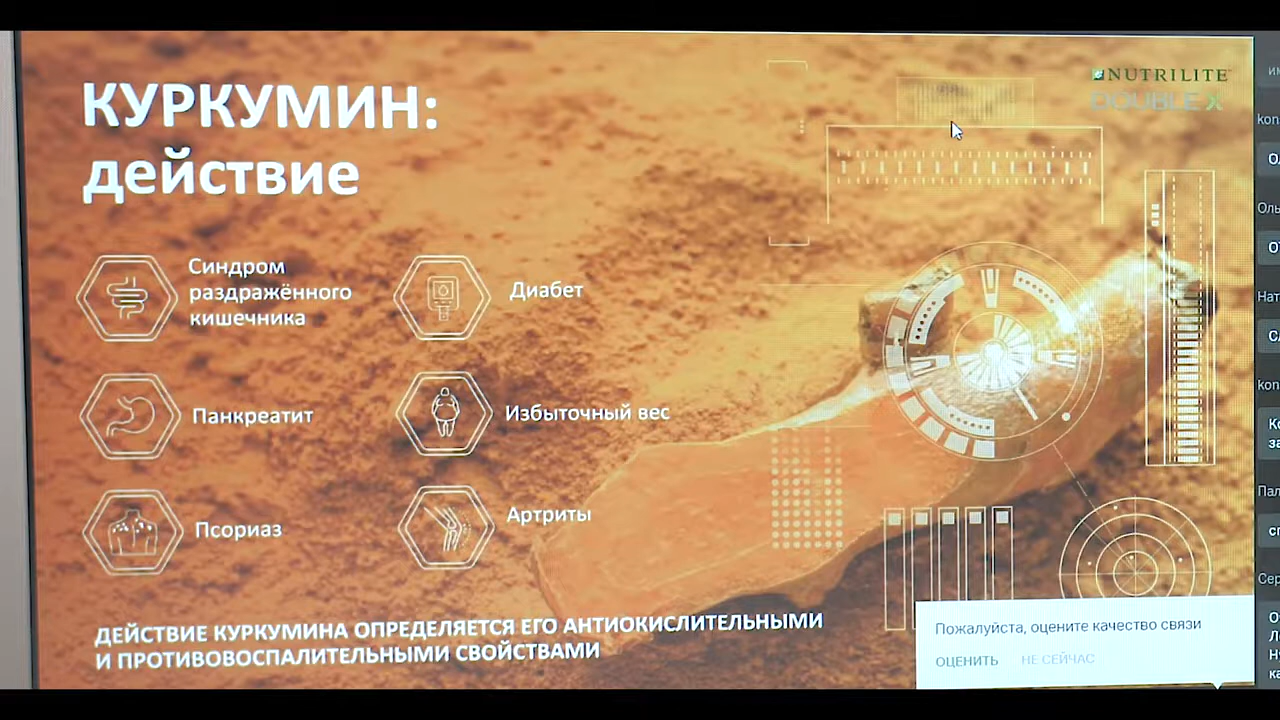 КУРКУМИН:
действие
NUTRILITE
DOUBLE X
Синдром
раздражённого
кишечника
Диабет
Панкреатит
Избыточный вес
Псориаз
Артриты
ДЕЙСТВИЕ КУРКУМИНА ОПРЕДЕЛЯЕТСЯ ЕГО АНТИОКИСЛИТЕЛЬНЫМИ
И ПРОТИВОВОСПАЛИТЕЛЬНЫМИ СВОЙСТВАМИ
Пожалуйста, оцените качество связи
ОЦЕНИТЬ НЕ СЕЙЧАС